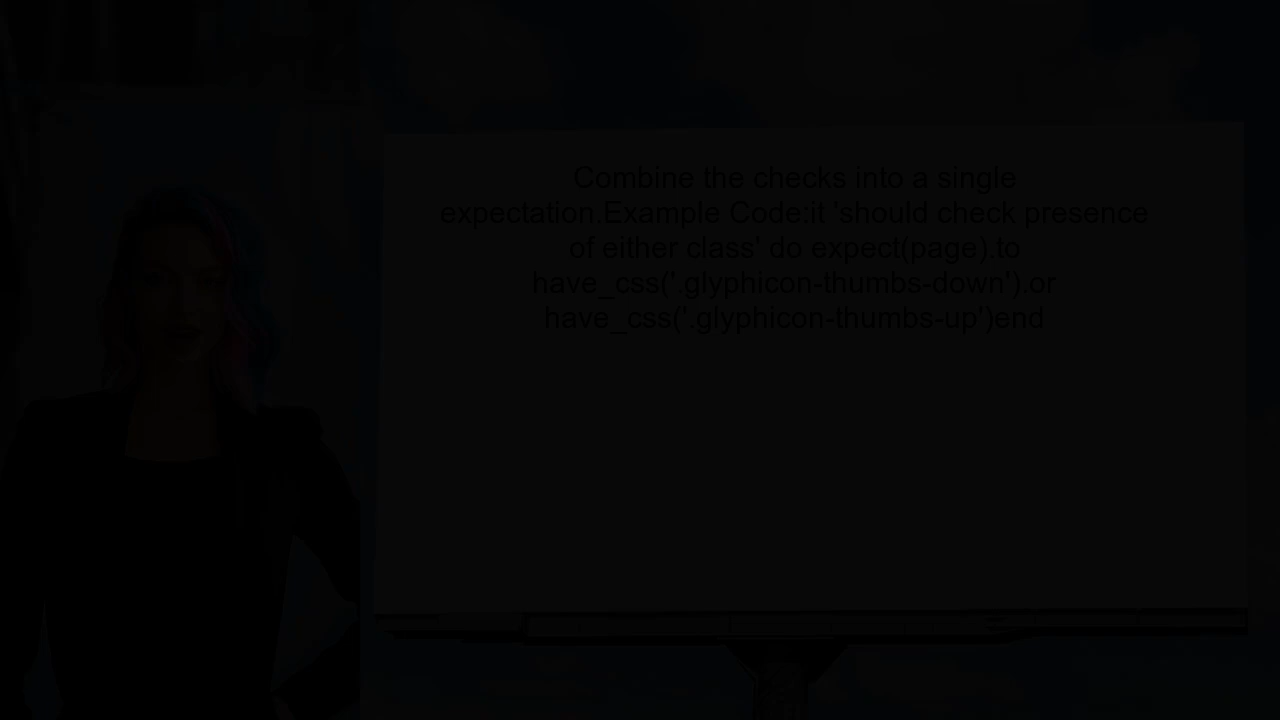 Combine the checks into a single
expectation.Example Code:it 'should check presence
of either class' do expect(page).to
have_css('.glyphicon-thumbs-down').or
have_css('.glyphicon-thumbs-up')end